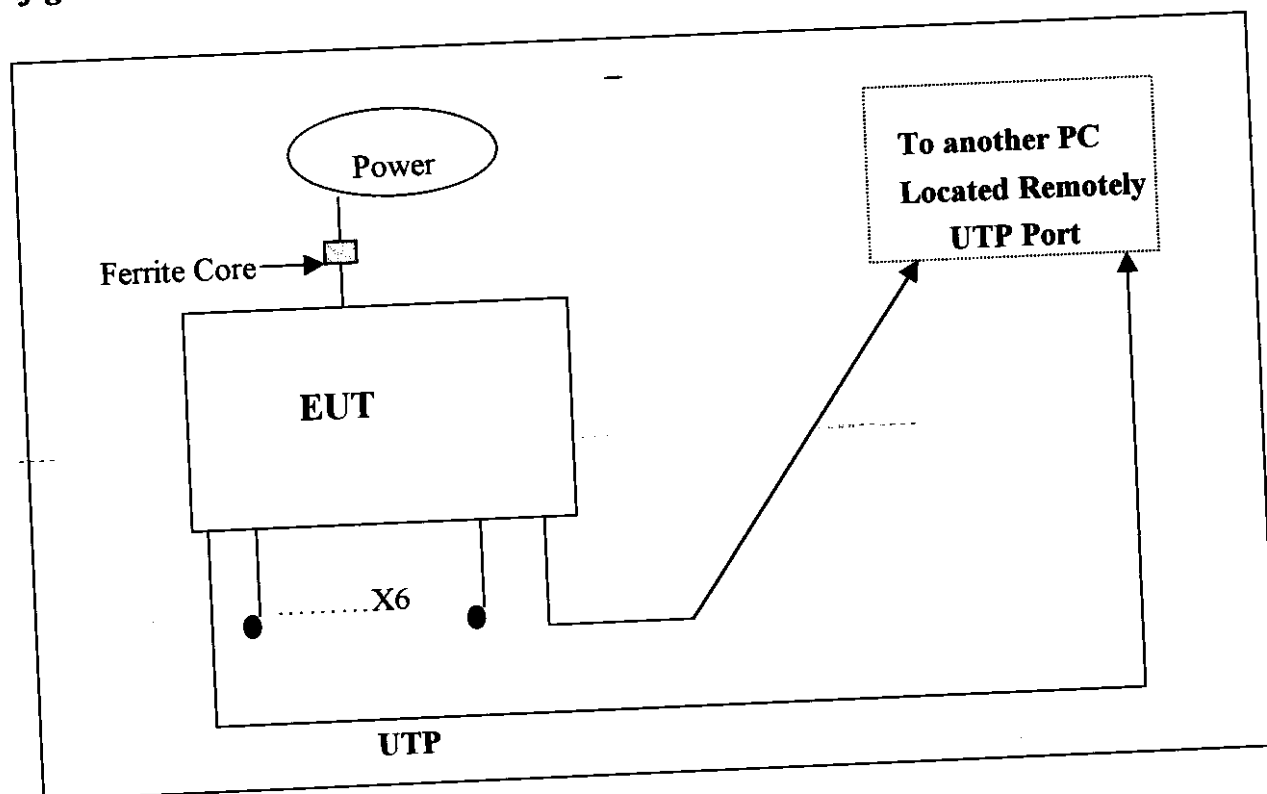 Power
To another PC
Located Remotely
UTP Port
Ferrite Core
EUT
.........X6
UTP